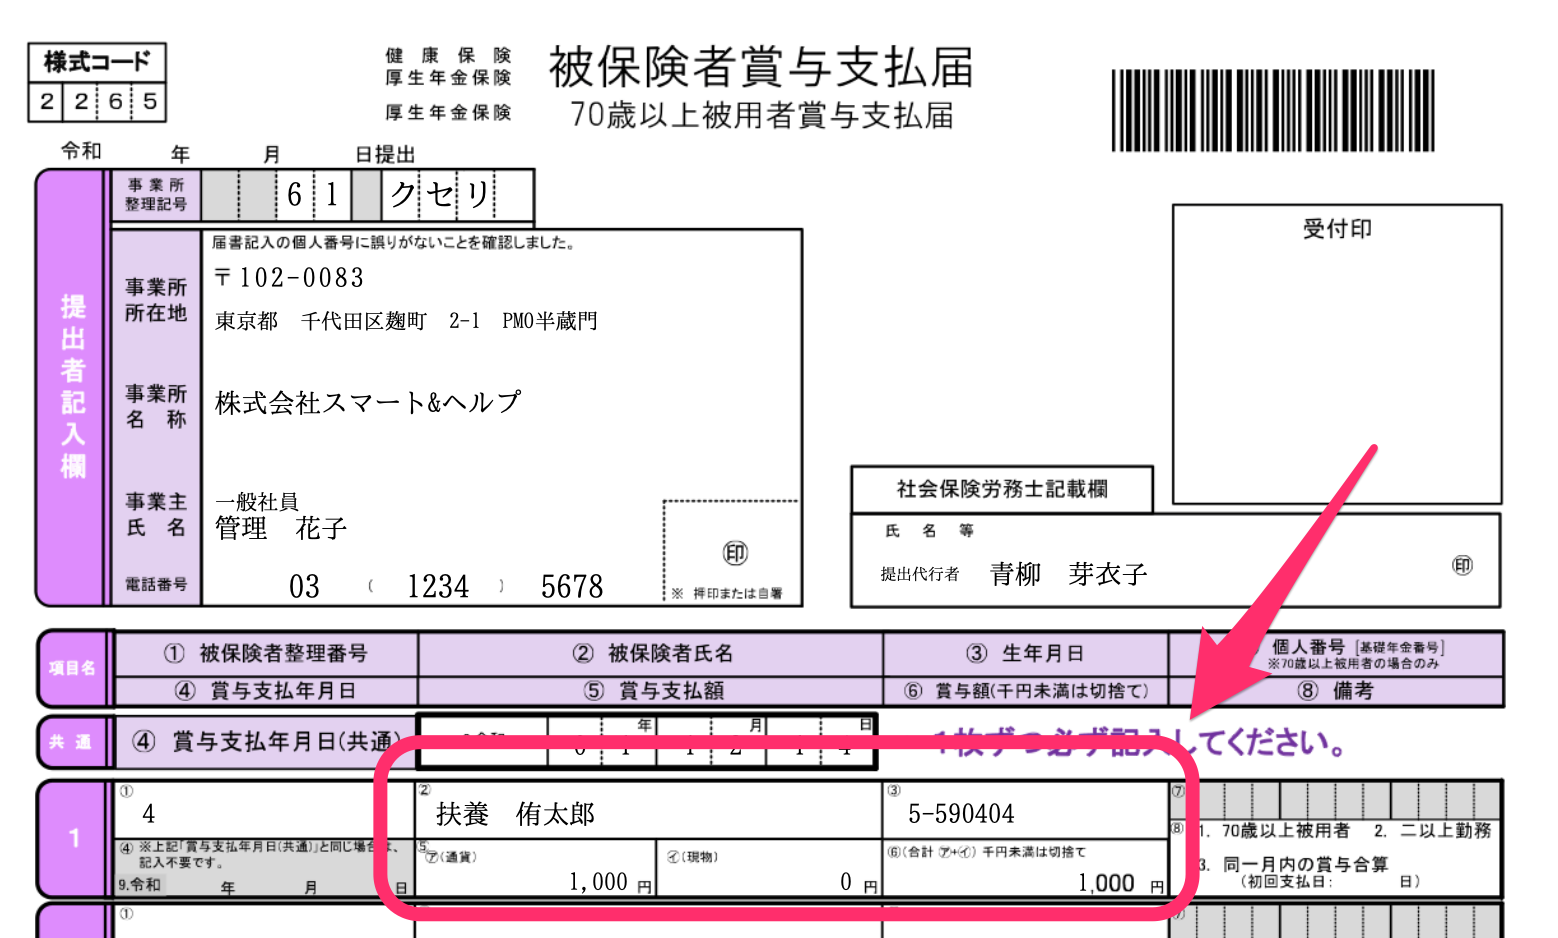 様式コード
2 2 6 5
健康保険
厚生年金保険
厚生年金保険
被保険者賞与支払届
70歳以上被用者賞与支払届
令和 年 月 日提出
提出者記入欄
事業所
整理記号
6 1 クセリ
届書記入の個人番号に誤りがないことを確認しました。
事業所
所在地
〒102-0083
東京都 千代田区麹町 2-1 PMO半蔵門
事業所
名称
株式会社スマート&ヘルプ
事業主
氏名
一般社員
管理 花子
㊞
※ 押印または自署
電話番号
03 ( 1234 ) 5678
受付印
社会保険労務士記載欄
氏名等
提出代行者 青柳 芽衣子
㊞
項目名
① 被保険者整理番号
② 被保険者氏名
③ 生年月日
個人番号 [基礎年金番号]
※70歳以上被用者の場合のみ
④ 賞与支払年月日
⑤ 賞与支払額
⑥ 賞与額(千円未満は切捨て)
⑧ 備考
共通
④ 賞与支払年月日(共通)
年 月 日
1枚ずつ必ず記入してください。
1
① 4
② 扶養 侑太郎
③ 5-590404
⑦
④ ※上記「賞与支払年月日(共通)」と同じ場合は、
記入不要です。
9.令和 年 月 日
⑤
㋐(通貨)
1,000 円
㋑(現物)
0 円
⑥(合計 ㋐+㋑) 千円未満は切捨て
1,000 円
⑧ 1. 70歳以上被用者 2. 二以上勤務
3. 同一月内の賞与合算
(初回支払日: 日)
①